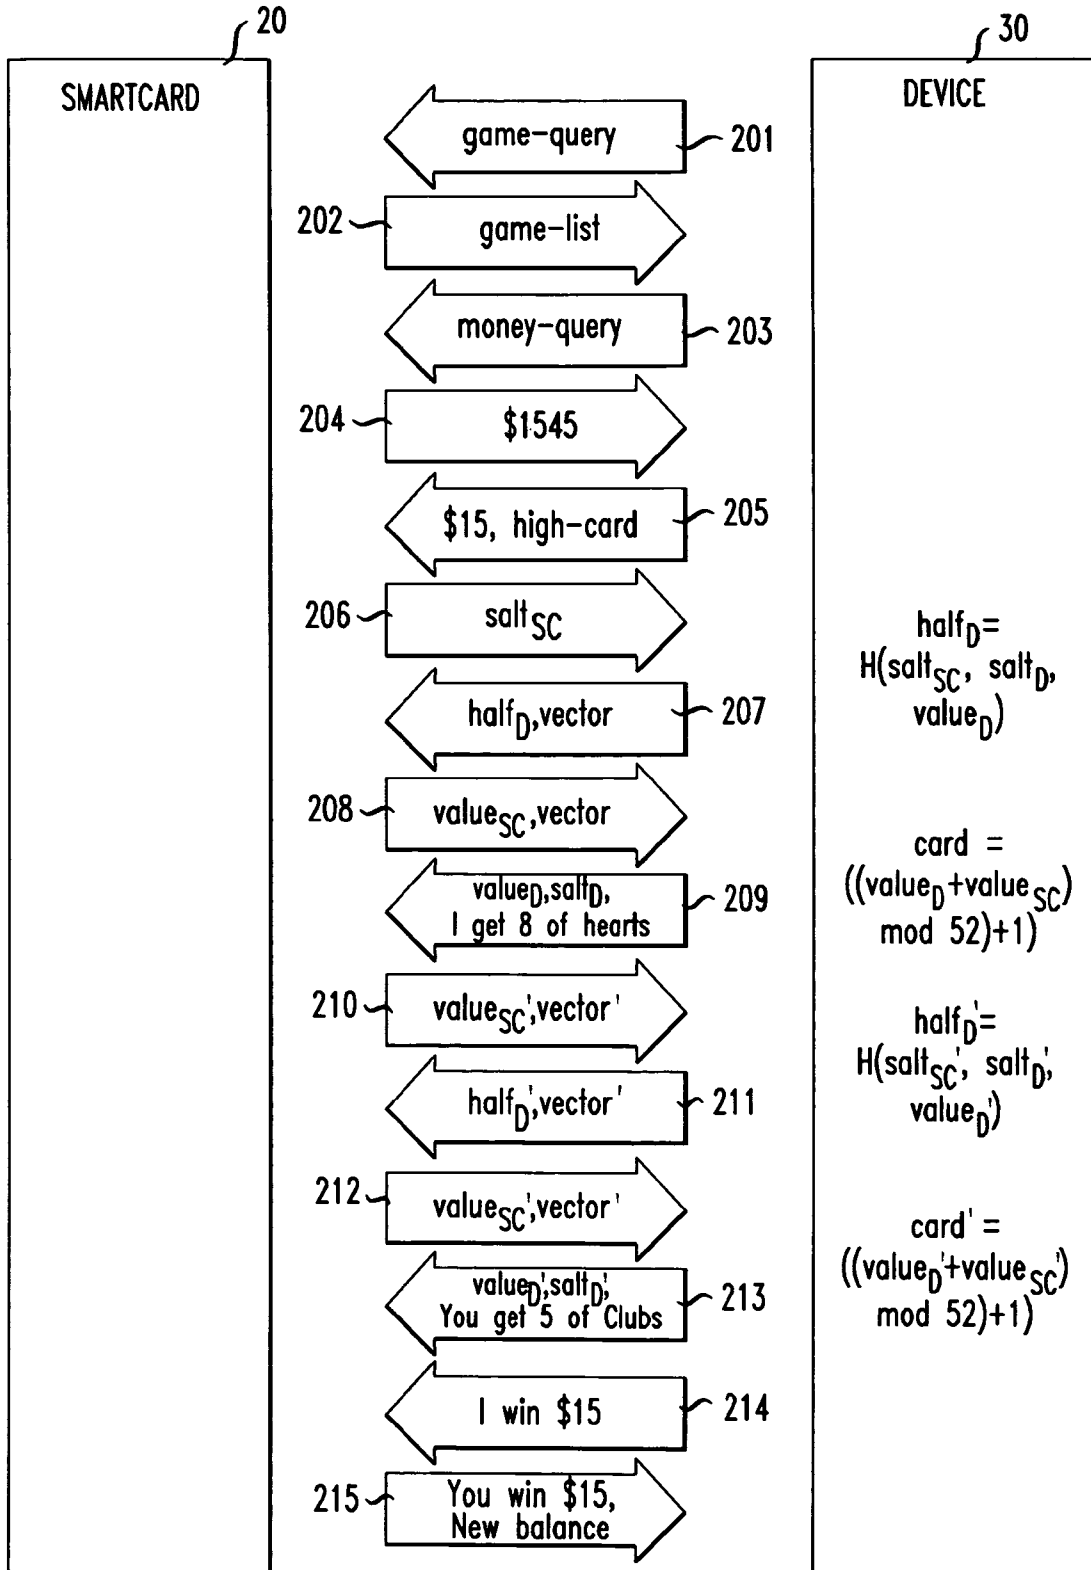 20
30
SMARTCARD
DEVICE
game-query
201
202
game-list
money-query
203
204
$1545
$15, high-card
205
206
saltSC
halfD=
H(saltSC, saltD,
valueD)
halfD,vector
207
208
valueSC,vector
card =
((valueD+valueSC)
mod 52)+1)
valueD,saltD,
I get 8 of hearts
209
210
valueSC',vector'
halfD'=
H(saltSC', saltD',
valueD')
halfD',vector'
211
212
valueSC',vector'
card' =
((valueD'+valueSC')
mod 52)+1)
valueD',saltD',
You get 5 of Clubs
213
I win $15
214
215
You win $15,
New balance